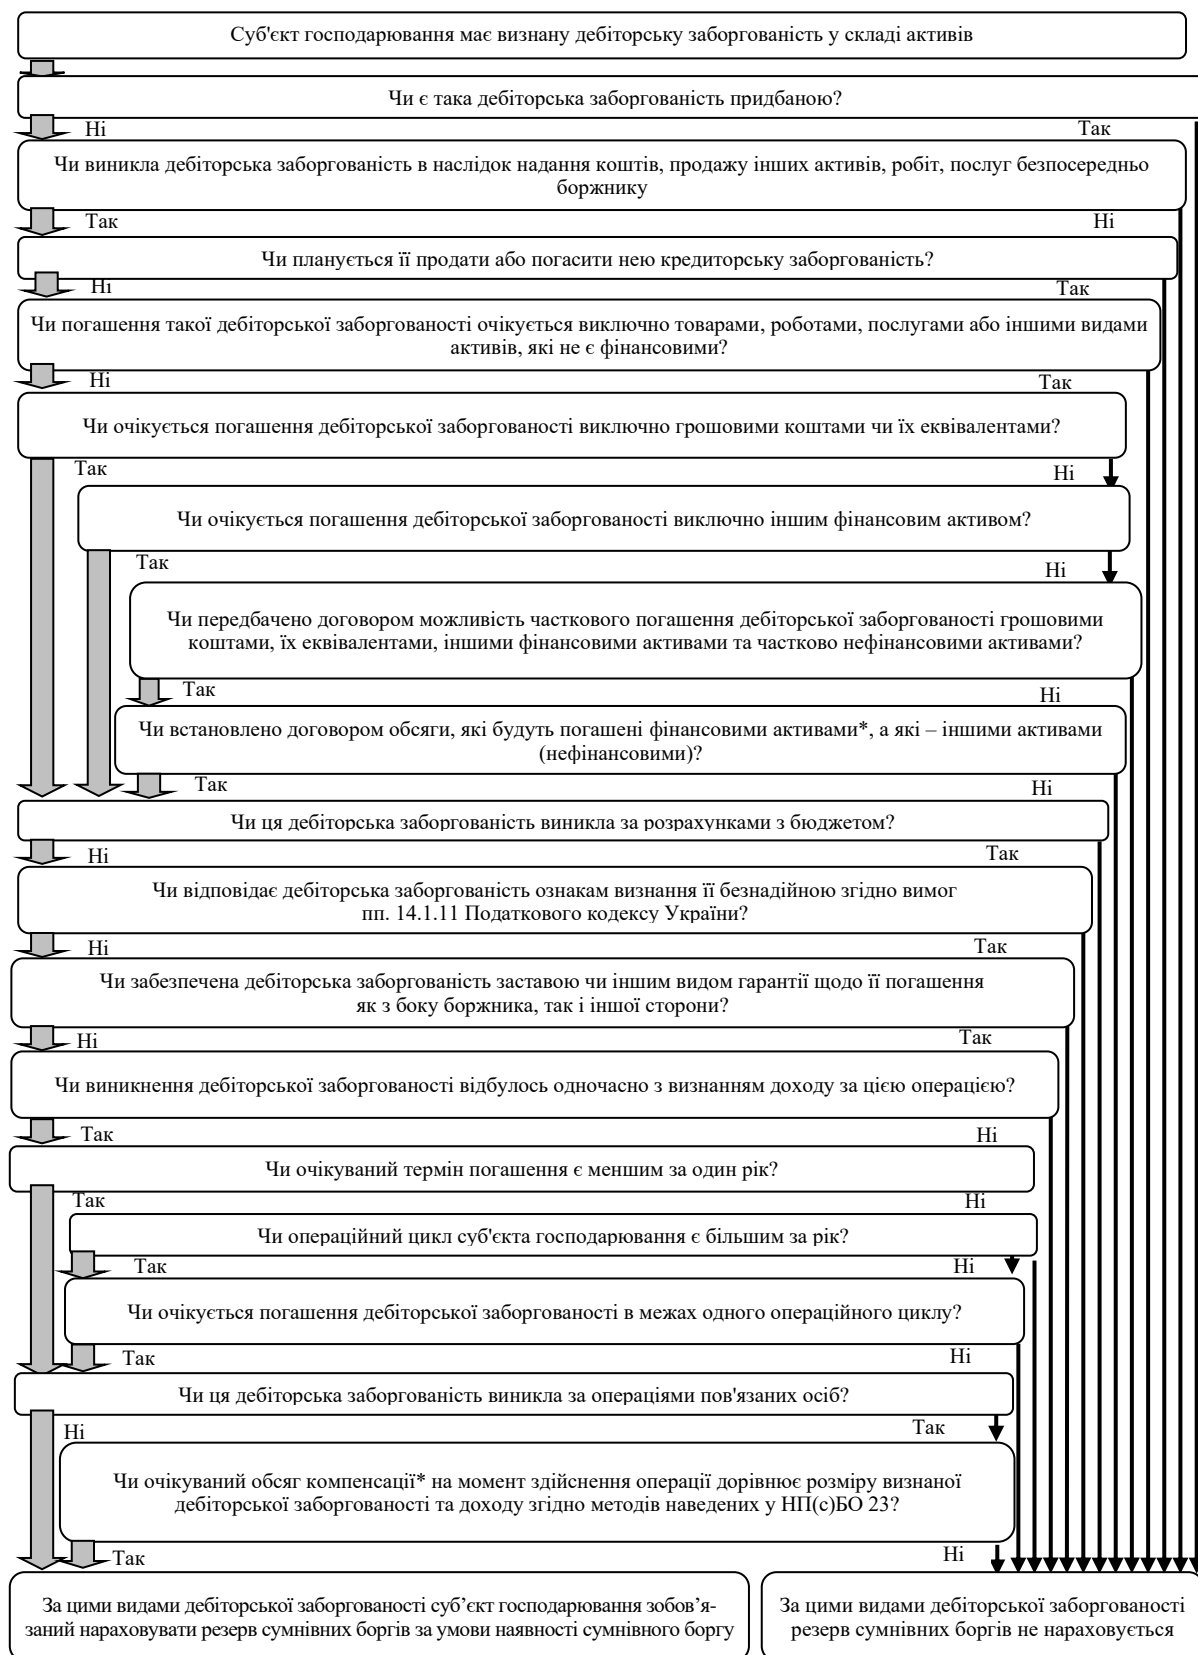 Суб'єкт господарювання має визнану дебіторську заборгованість у складі активів
Чи є така дебіторська заборгованість придбаною?
Ні Так
Чи виникла дебіторська заборгованість в наслідок надання коштів, продажу інших активів, робіт, послуг безпосередньо
боржнику
Так Ні
Чи планується її продати або погасити нею кредиторську заборгованість?
Ні Так
Чи погашення такої дебіторської заборгованості очікується виключно товарами, роботами, послугами або іншими видами
активів, які не є фінансовими?
Ні Так
Чи очікується погашення дебіторської заборгованості виключно грошовими коштами чи їх еквівалентами?
Так Ні
Чи очікується погашення дебіторської заборгованості виключно іншим фінансовим активом?
Так Ні
Чи передбачено договором можливість часткового погашення дебіторської заборгованості грошовими
коштами, їх еквівалентами, іншими фінансовими активами та частково нефінансовими активами?
Так Ні
Чи встановлено договором обсяги, які будуть погашені фінансовими активами*, а які – іншими активами
(нефінансовими)?
Так Ні
Чи ця дебіторська заборгованість виникла за розрахунками з бюджетом?
Ні Так
Чи відповідає дебіторська заборгованість ознакам визнання її безнадійною згідно вимог
пп. 14.1.11 Податкового кодексу України?
Ні Так
Чи забезпечена дебіторська заборгованість заставою чи іншим видом гарантії щодо її погашення
як з боку боржника, так і іншої сторони?
Ні Так
Чи виникнення дебіторської заборгованості відбулось одночасно з визнанням доходу за цією операцією?
Так Ні
Чи очікуваний термін погашення є меншим за один рік?
Так Ні
Чи операційний цикл суб'єкта господарювання є більшим за рік?
Так Ні
Чи очікується погашення дебіторської заборгованості в межах одного операційного циклу?
Так Ні
Чи ця дебіторська заборгованість виникла за операціями пов'язаних осіб?
Ні Так
Чи очікуваний обсяг компенсації* на момент здійснення операції дорівнює розміру визнаної
дебіторської заборгованості та доходу згідно методів наведених у НП(с)БО 23?
Так Ні
За цими видами дебіторської заборгованості суб’єкт господарювання зобов’я-
заний нараховувати резерв сумнівних боргів за умови наявності сумнівного боргу
За цими видами дебіторської заборгованості
резерв сумнівних боргів не нараховується